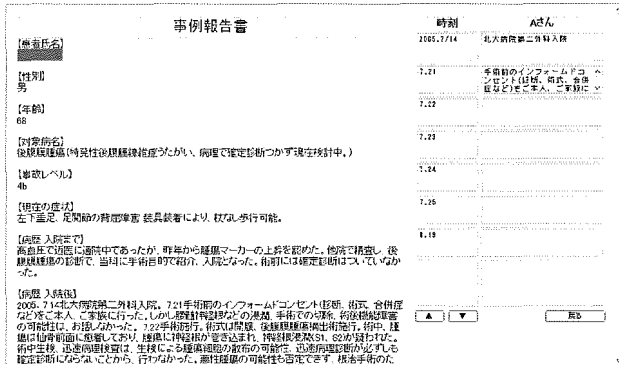 事例報告書
【患者氏名】
【性別】
男
【年齢】
68
【対象病名】
後腹膜腫瘍(特発性後腹膜線維症うたがい、病理で確定診断つかず現在検討中。)
【事故レベル】
4b
【現在の症状】
左下垂足、足関節の背屈障害 装具装着により、杖なし歩行可能。
【病歴 入院まで】
高血圧で近医に通院中であったが、昨年から腫瘍マーカーの上昇を認めた。他院で精査し、後
腹膜腫瘍の診断で、当科に手術目的で紹介、入院となった。術前には確定診断はついていなか
った。
【病歴 入院後】
2005. 7.14北大病院第二外科入院。7.21手術前のインフォームドコンセント(診断、術式、合併症
などをご本人、ご家族に行った。しかし腰髄神経根などの浸潤、手術での切除、術後機能障害
の可能性は、お話しなかった。7.22手術施行。術式は開腹、後腹膜腫瘍摘出術施行。術中、腫
瘍は仙骨前面に癒着しており、腫瘍に神経根が巻き込まれ、神経根浸潤(S1, S2)が疑われた。
術中生検、迅速病理検査は、生検による腫瘍細胞の散布の可能性、迅速病理診断が必ずしも
確定診断にならないことから、行わなかった。悪性腫瘍の可能性も否定できず、根治手術のた
時刻 Aさん
2005.7/14 北大病院第二外科入院
7.21 手術前のインフォームドコ
ンセント(診断、術式、合併
症など)をご本人、ご家族に
7.22
7.23
7.24
7.25
8.19
▲ ▼ 戻る